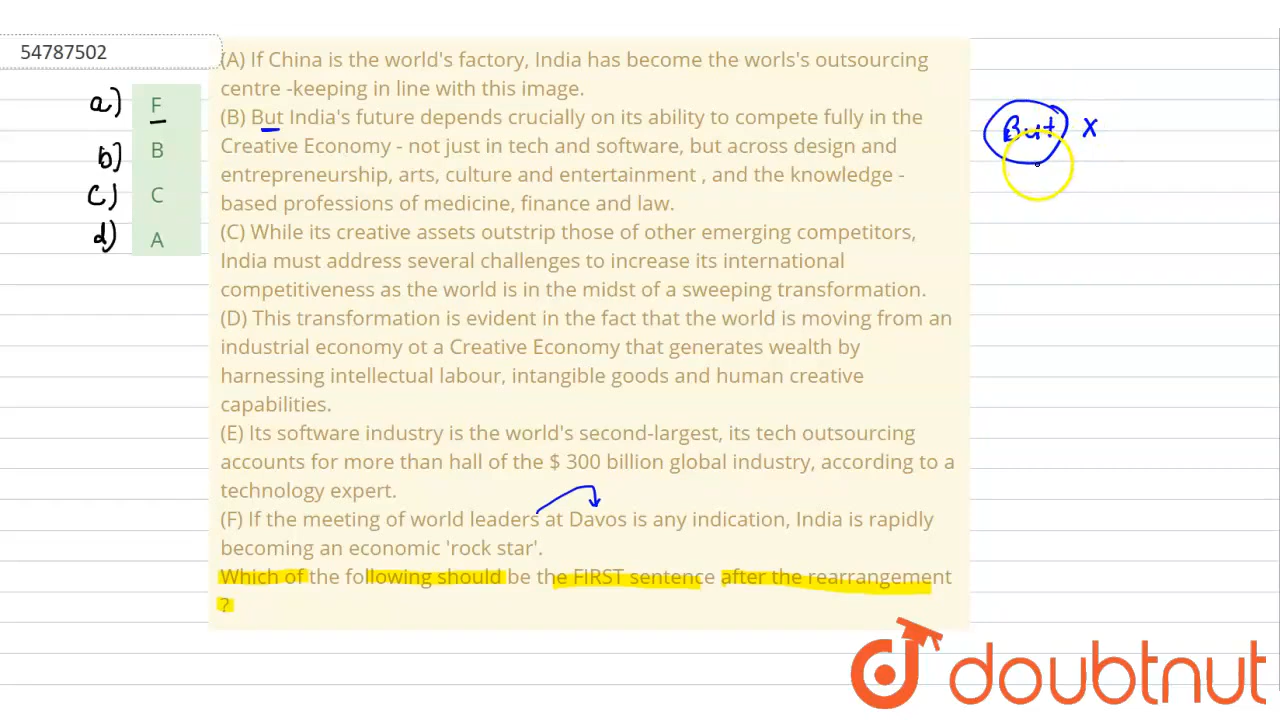 54787502
a) F
b) B
c) C
d) A
(A) If China is the world's factory, India has become the worls's outsourcing
centre -keeping in line with this image.
(B) But India's future depends crucially on its ability to compete fully in the
Creative Economy - not just in tech and software, but across design and
entrepreneurship, arts, culture and entertainment , and the knowledge -
based professions of medicine, finance and law.
(C) While its creative assets outstrip those of other emerging competitors,
India must address several challenges to increase its international
competitiveness as the world is in the midst of a sweeping transformation.
(D) This transformation is evident in the fact that the world is moving from an
industrial economy ot a Creative Economy that generates wealth by
harnessing intellectual labour, intangible goods and human creative
capabilities.
(E) Its software industry is the world's second-largest, its tech outsourcing
accounts for more than hall of the $ 300 billion global industry, according to a
technology expert.
(F) If the meeting of world leaders at Davos is any indication, India is rapidly
becoming an economic 'rock star'.
Which of the following should be the FIRST sentence after the rearrangement
?
But x
doubtnut